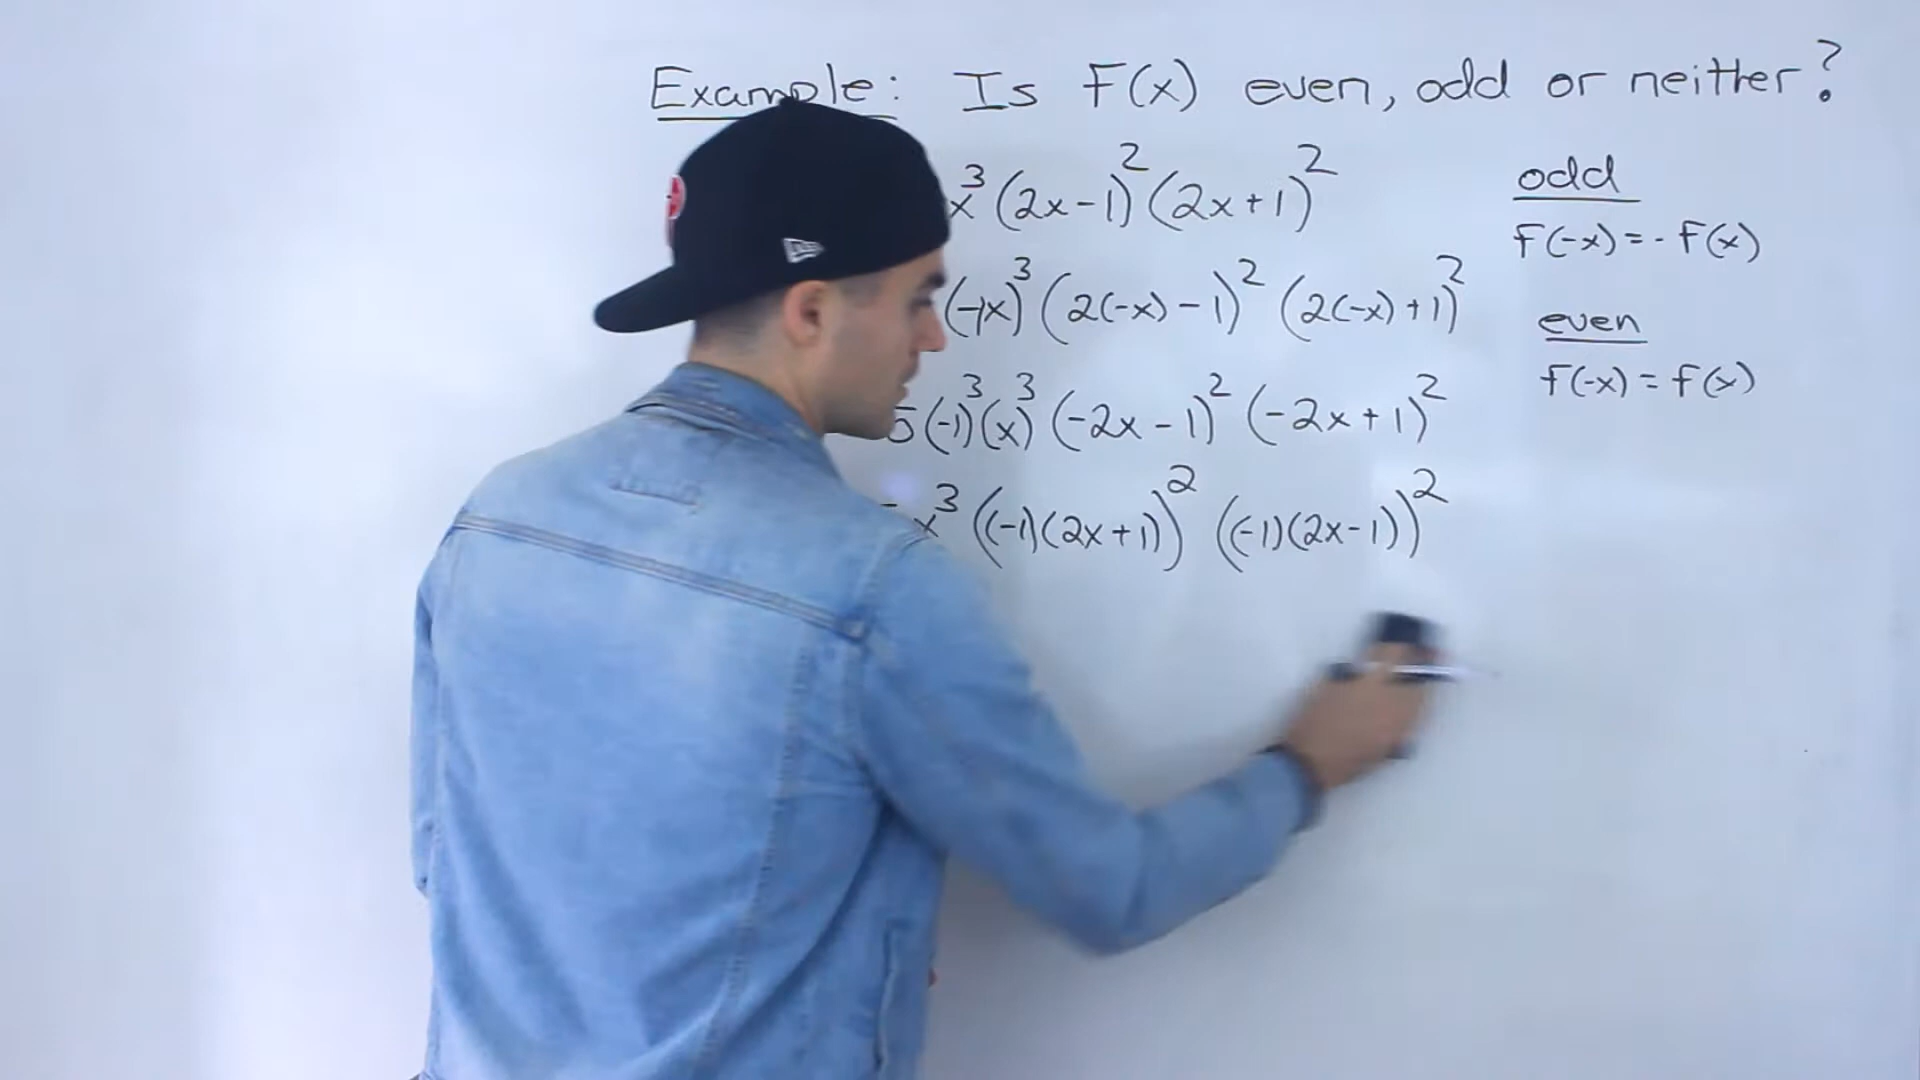 Example: Is F(x) even, odd or neither?
x³ (2x-1)² (2x+1)²
odd
F(-x) = - F(x)
(-1x)³ (2(-x) - 1)² (2(-x) + 1)²
even
f(-x) = f(x)
5 (-1)³ (x)³ (-2x - 1)² (-2x + 1)²
x³ ((-1)(2x+1))² ((-1)(2x-1))²